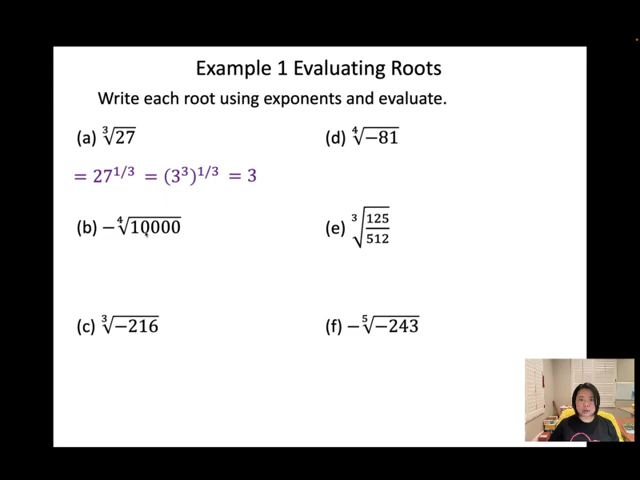 Example 1 Evaluating Roots
Write each root using exponents and evaluate.
(a) ∛27
= 27^{1/3} = (3^3)^{1/3} = 3
(b) −∜10000
(c) ∛−216
(d) ∜−81
(e) ∛(125/512)
(f) −⁵√−243